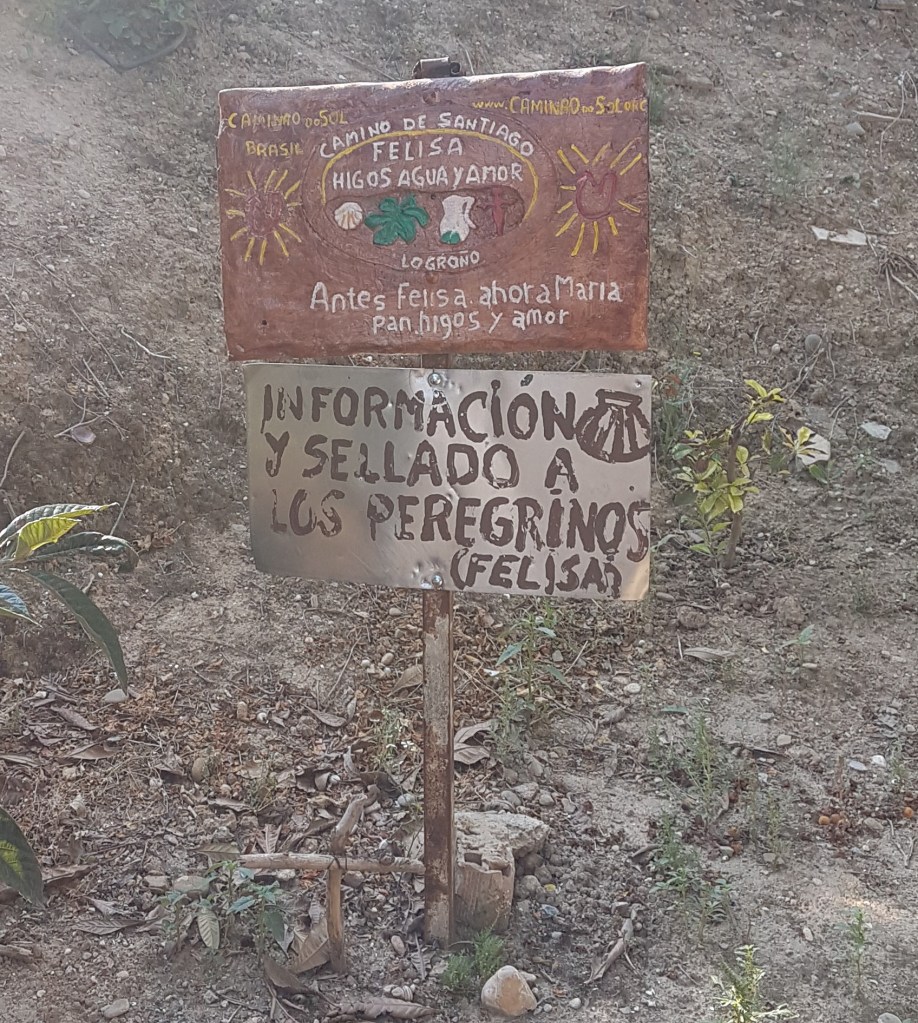 CAMINHO do SOL
BRASIL
www.CAMINAO do Sol.ORG
CAMINO DE SANTIAGO
FELISA
HIGOS AGUA Y AMOR
LOGROÑO
Antes felisa. ahora Maria
pan, higos y amor
INFORMACIÓN
Y SELLADO A
LOS PEREGRINOS
(FELISA)